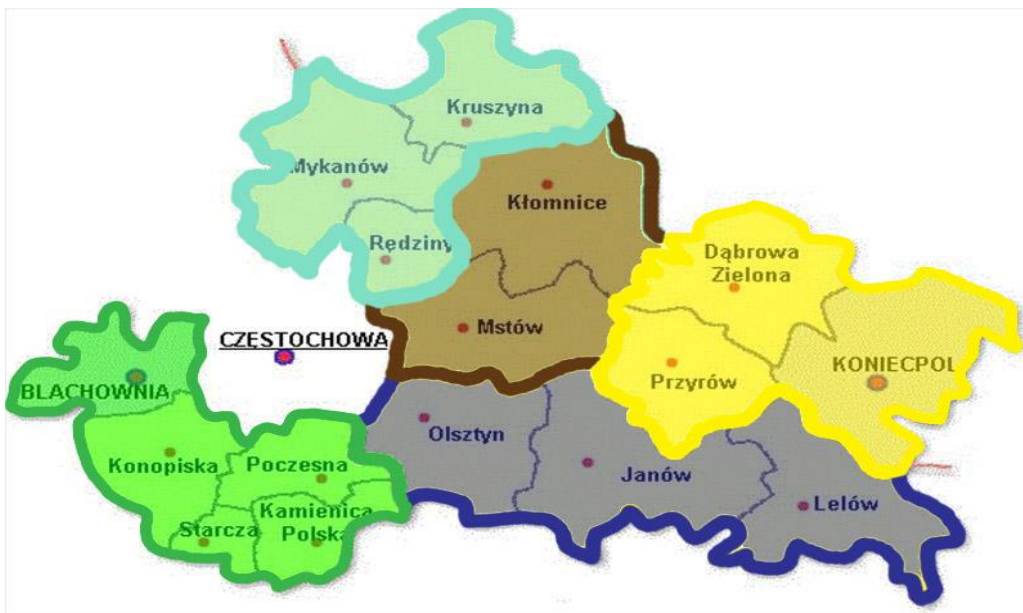 Kruszyna
Mykanów
Kłomnice
Rędziny
Dąbrowa
Zielona
Mstów
CZĘSTOCHOWA
Przyrów
KONIECPOL
BLACHOWNIA
Olsztyn
Konopiska
Poczesna
Janów
Lelów
Kamienica
Polska
Starcza